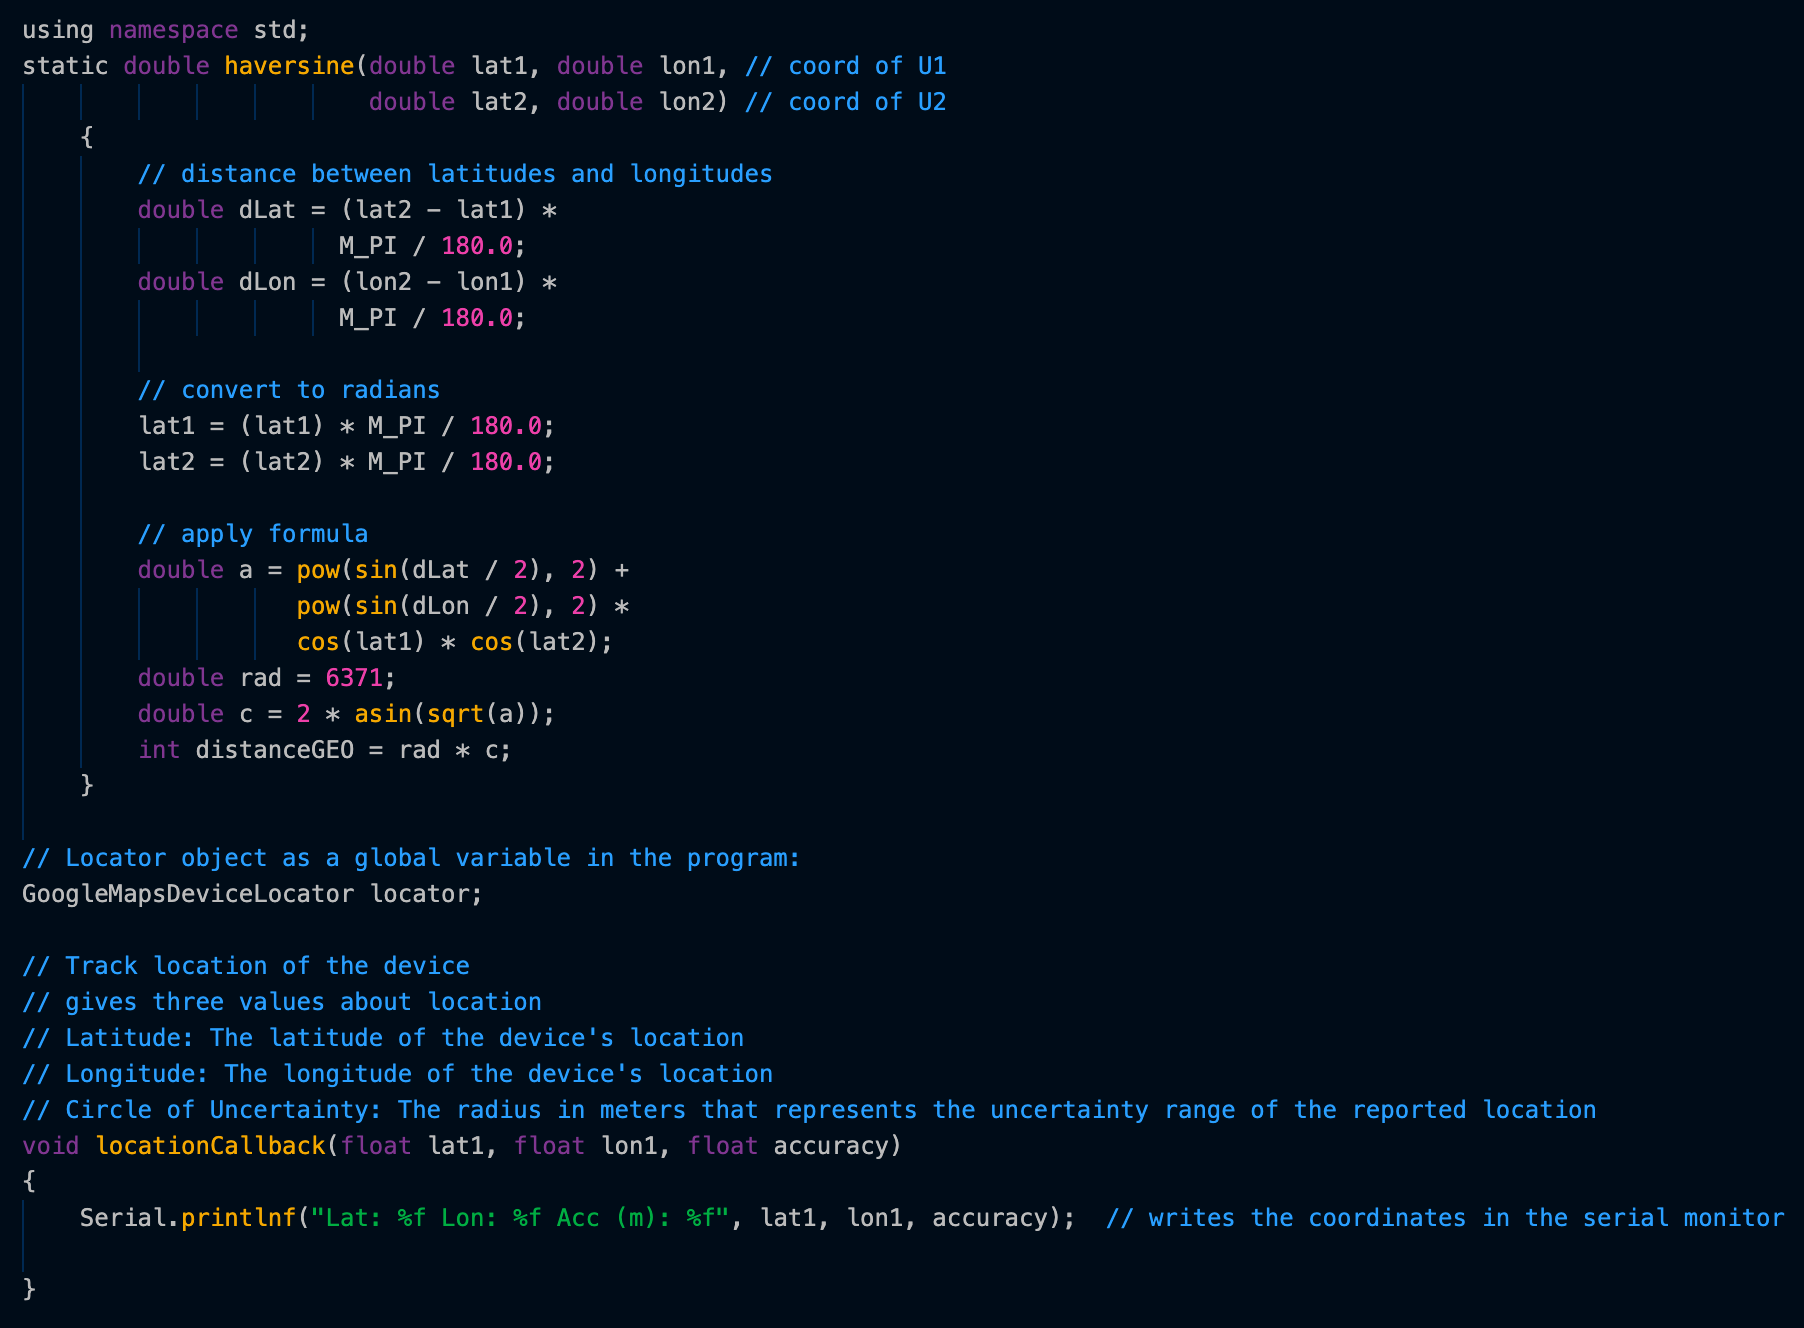 using namespace std;
static double haversine(double lat1, double lon1, // coord of U1
                        double lat2, double lon2) // coord of U2
    {
        // distance between latitudes and longitudes
        double dLat = (lat2 - lat1) *
                      M_PI / 180.0;
        double dLon = (lon2 - lon1) *
                      M_PI / 180.0;

        // convert to radians
        lat1 = (lat1) * M_PI / 180.0;
        lat2 = (lat2) * M_PI / 180.0;

        // apply formula
        double a = pow(sin(dLat / 2), 2) +
                   pow(sin(dLon / 2), 2) *
                   cos(lat1) * cos(lat2);
        double rad = 6371;
        double c = 2 * asin(sqrt(a));
        int distanceGEO = rad * c;
    }

// Locator object as a global variable in the program:
GoogleMapsDeviceLocator locator;

// Track location of the device
// gives three values about location
// Latitude: The latitude of the device's location
// Longitude: The longitude of the device's location
// Circle of Uncertainty: The radius in meters that represents the uncertainty range of the reported location
void locationCallback(float lat1, float lon1, float accuracy)
{
    Serial.printlnf("Lat: %f Lon: %f Acc (m): %f", lat1, lon1, accuracy);  // writes the coordinates in the serial monitor

}